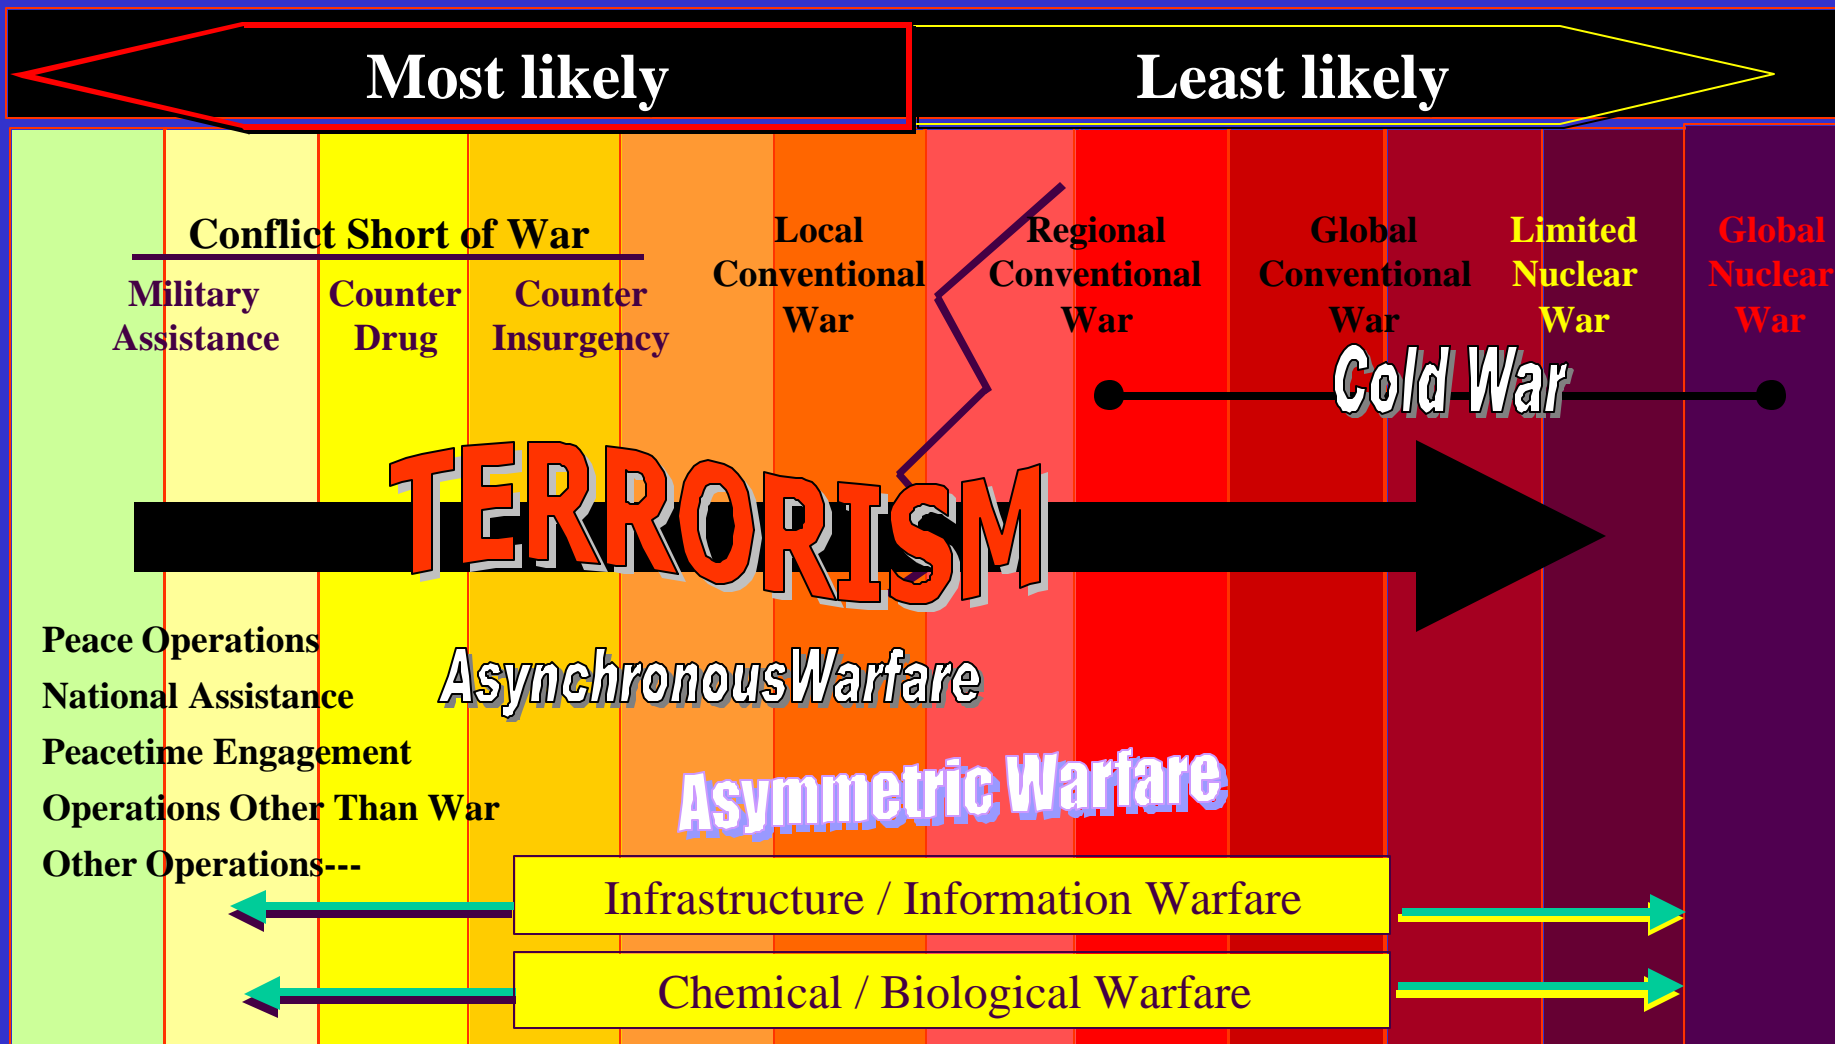 Most likely
Least likely
Conflict Short of War
Military
Assistance
Counter
Drug
Counter
Insurgency
Local
Conventional
War
Regional
Conventional
War
Global
Conventional
War
Limited
Nuclear
War
Global
Nuclear
War
Cold War
TERRORISM
Peace Operations
National Assistance
Peacetime Engagement
Operations Other Than War
Other Operations---
AsynchronousWarfare
Asymmetric Warfare
Infrastructure / Information Warfare
Chemical / Biological Warfare